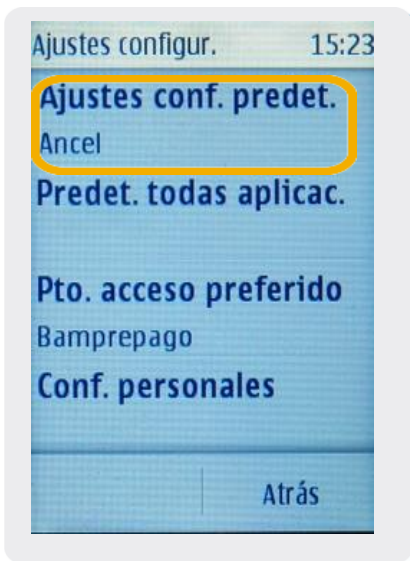 Ajustes configur. 15:23
Ajustes conf. predet.
Ancel
Predet. todas aplicac.
Pto. acceso preferido
Bamprepago
Conf. personales
Atrás